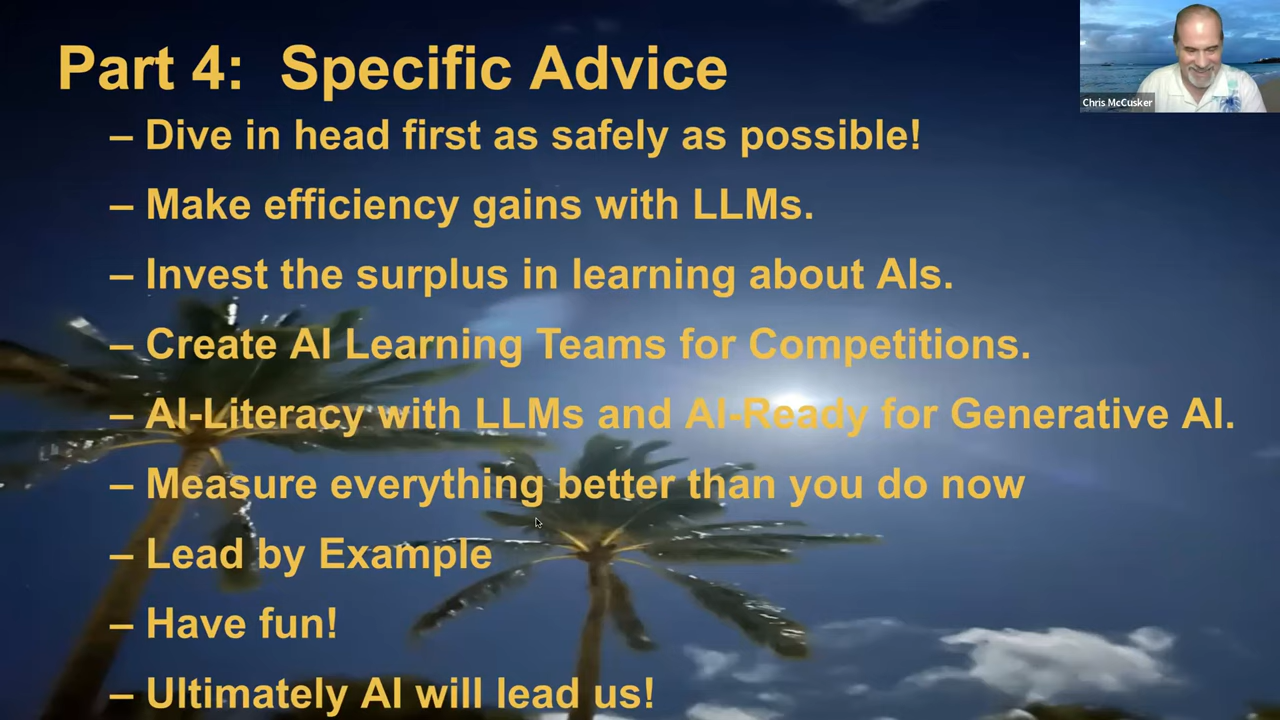 Part 4: Specific Advice
Chris McCusker
– Dive in head first as safely as possible!
– Make efficiency gains with LLMs.
– Invest the surplus in learning about AIs.
– Create AI Learning Teams for Competitions.
– AI-Literacy with LLMs and AI-Ready for Generative AI.
– Measure everything better than you do now
– Lead by Example
– Have fun!
– Ultimately AI will lead us!